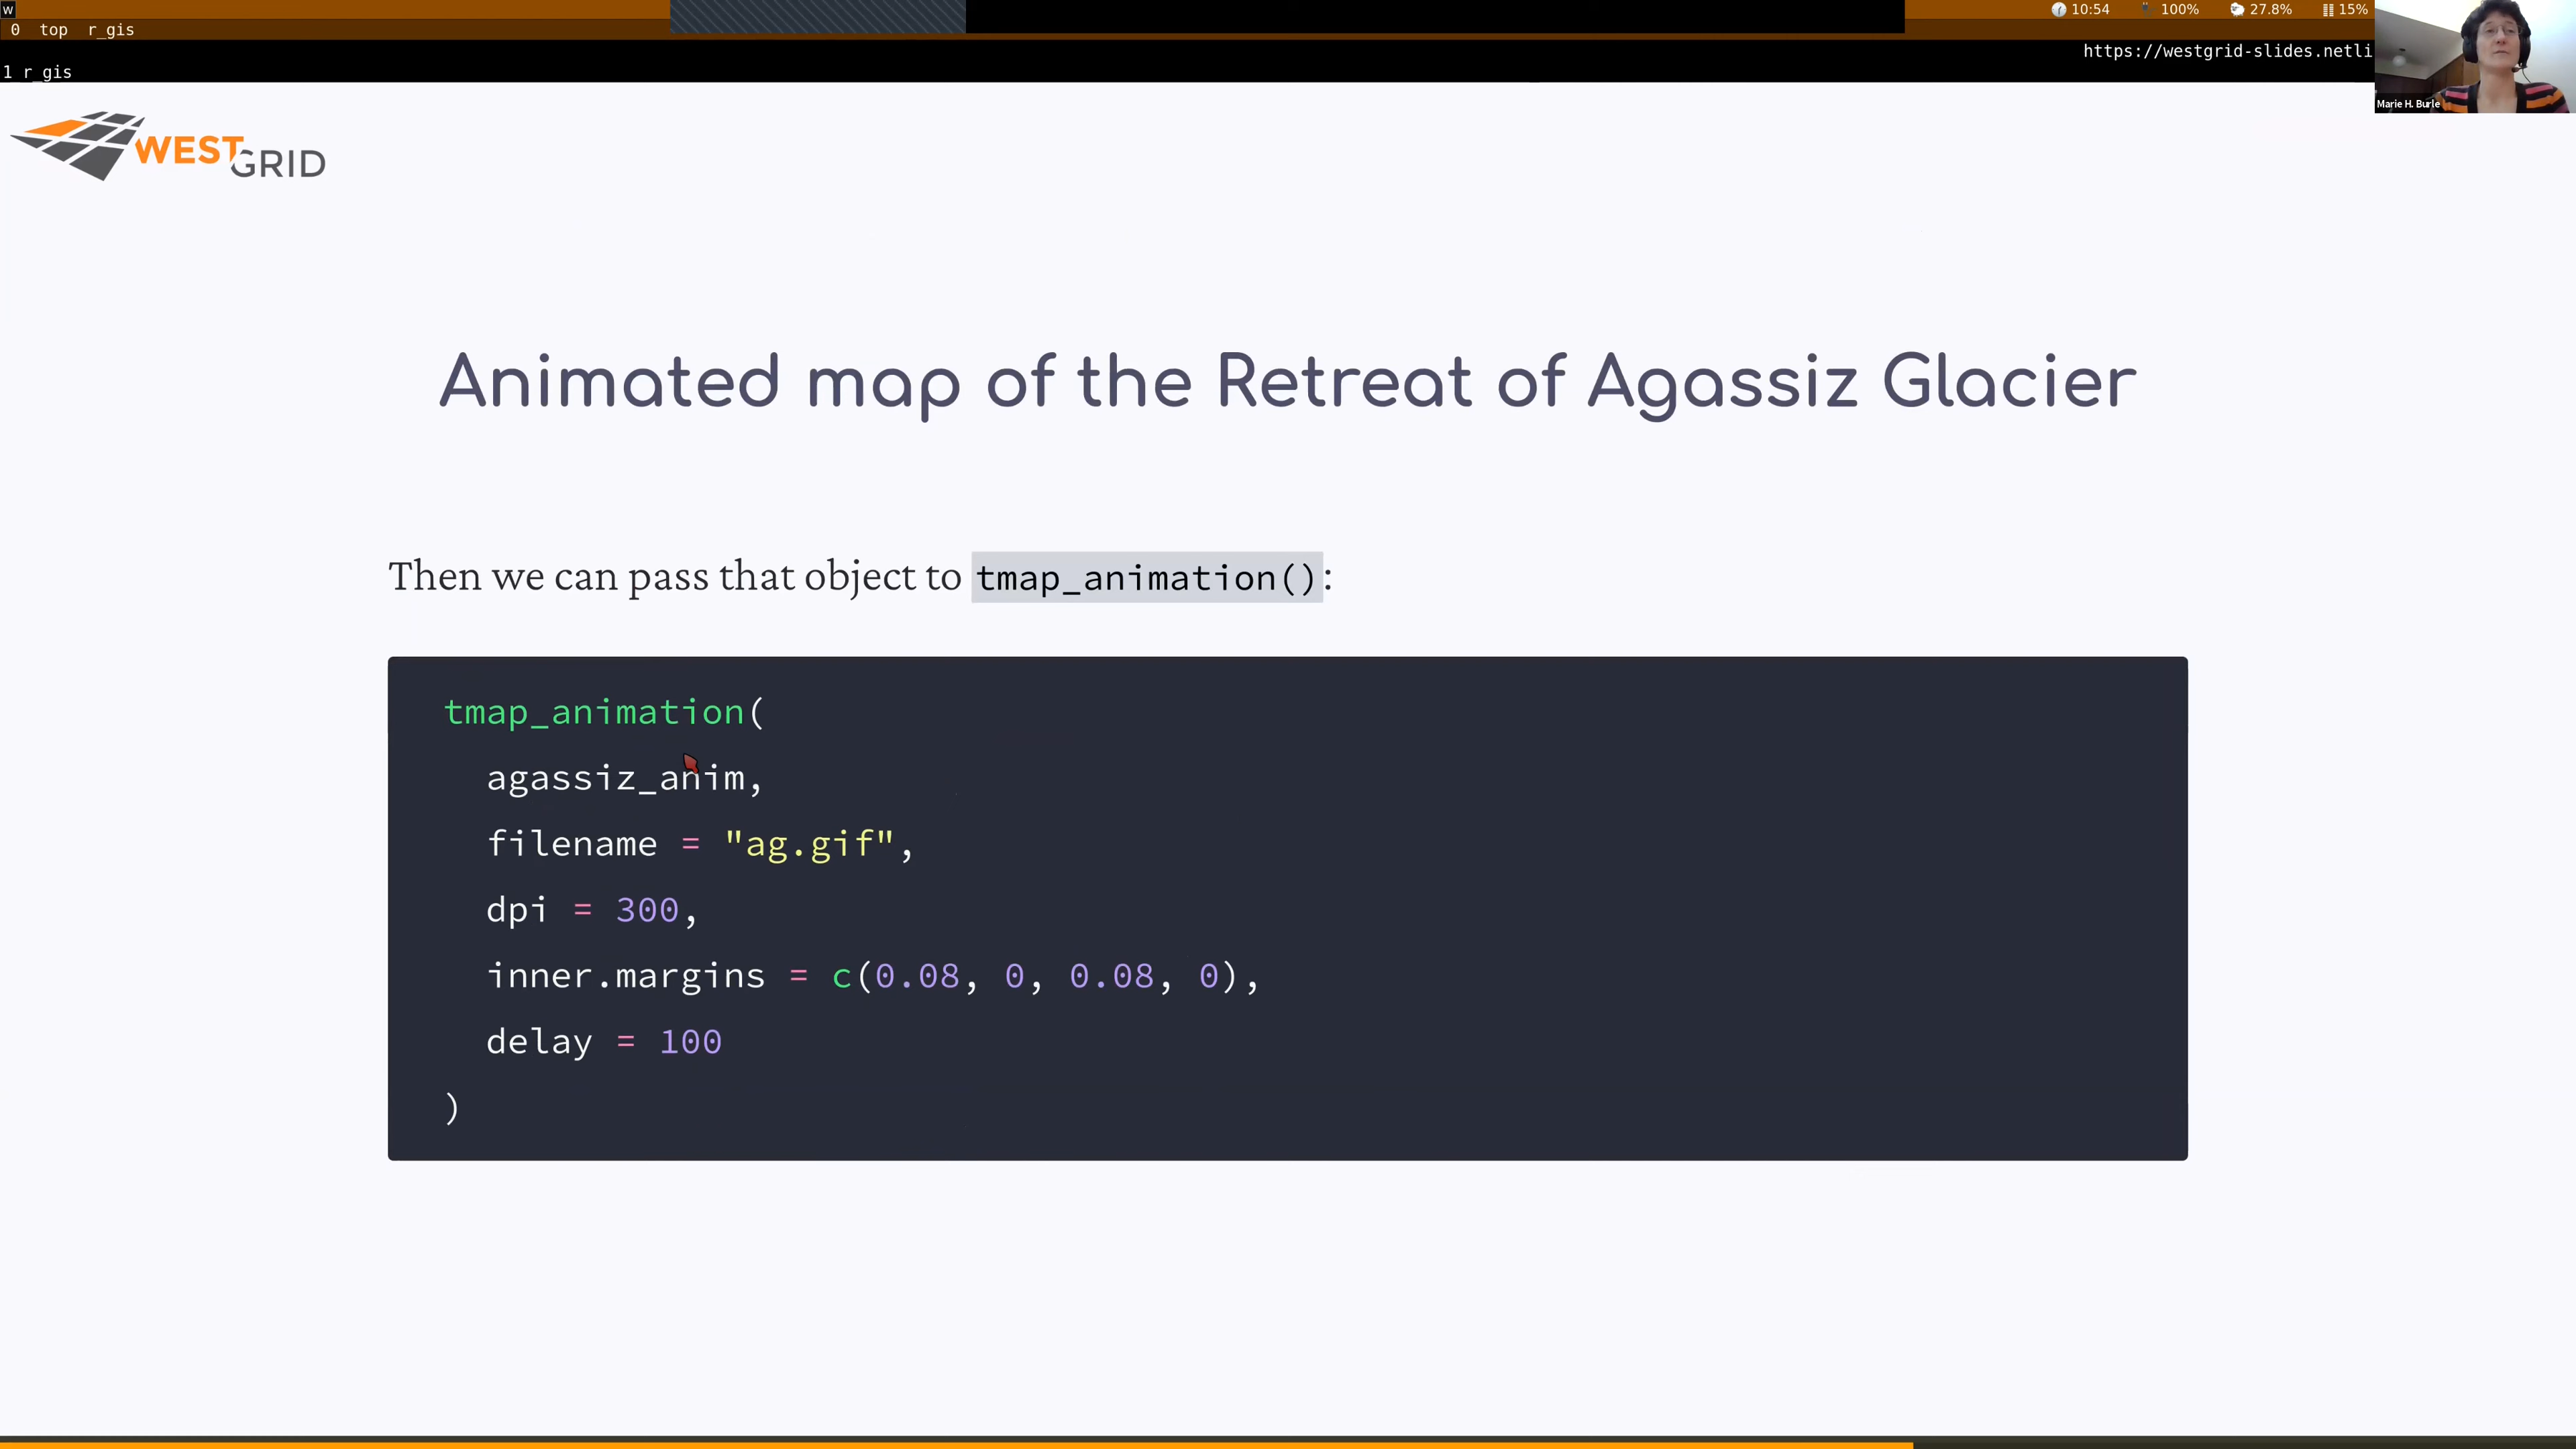 w
10:54 100% 27.8% 15%
0 top r_gis
https://westgrid-slides.netli
1 r_gis
Marie H. Burle
WESTGRID
Animated map of the Retreat of Agassiz Glacier
Then we can pass that object to tmap_animation():
tmap_animation(
agassiz_anim,
filename = "ag.gif",
dpi = 300,
inner.margins = c(0.08, 0, 0.08, 0),
delay = 100
)